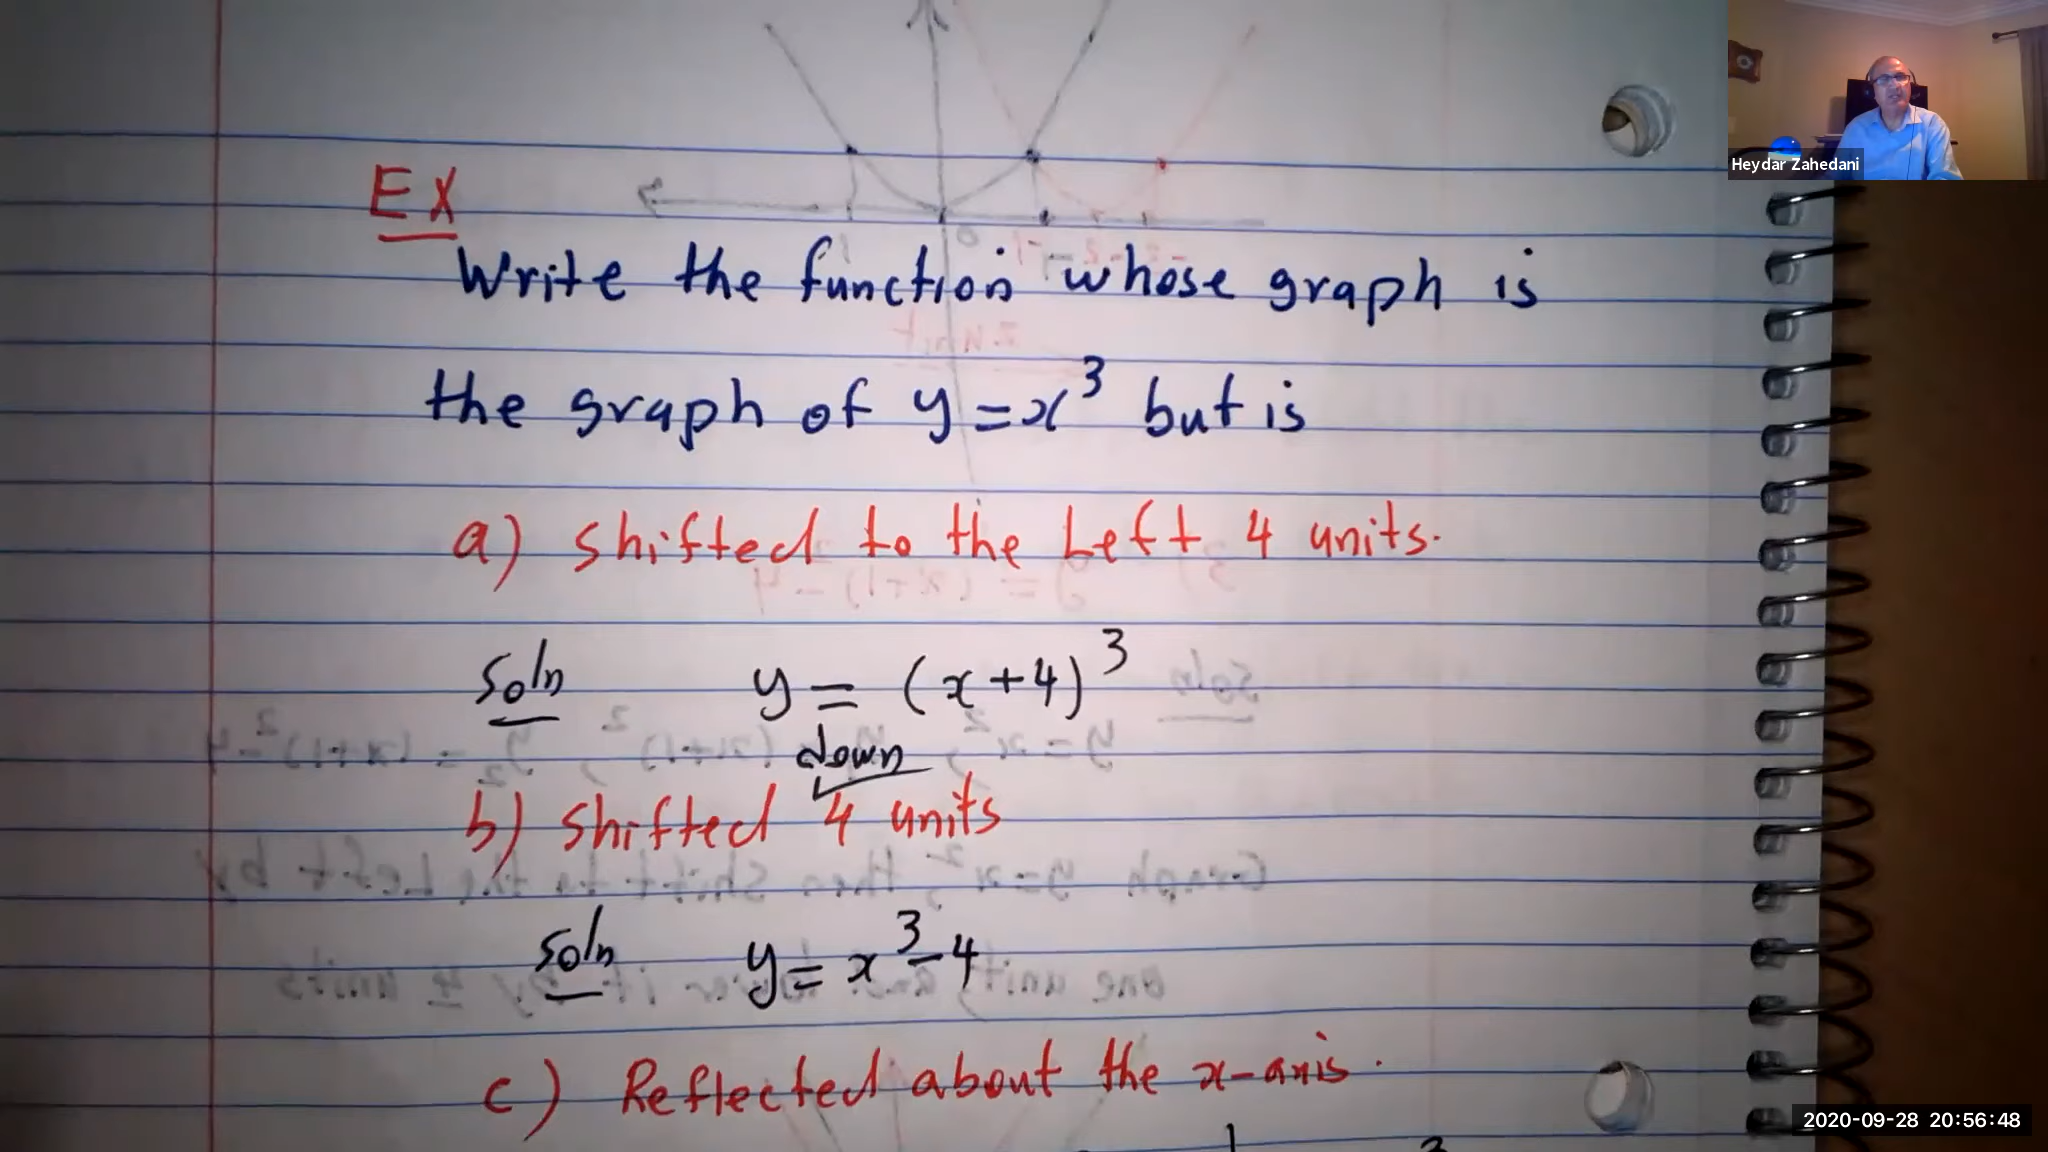 Heydar Zahedani
EX
Write the function whose graph is
the graph of y = x³ but is
a) Shifted to the Left 4 units.
Soln y = (x+4)³
down
b) Shifted 4 units
Soln y = x³-4
c) Reflected about the x-axis.
2020-09-28 20:56:48